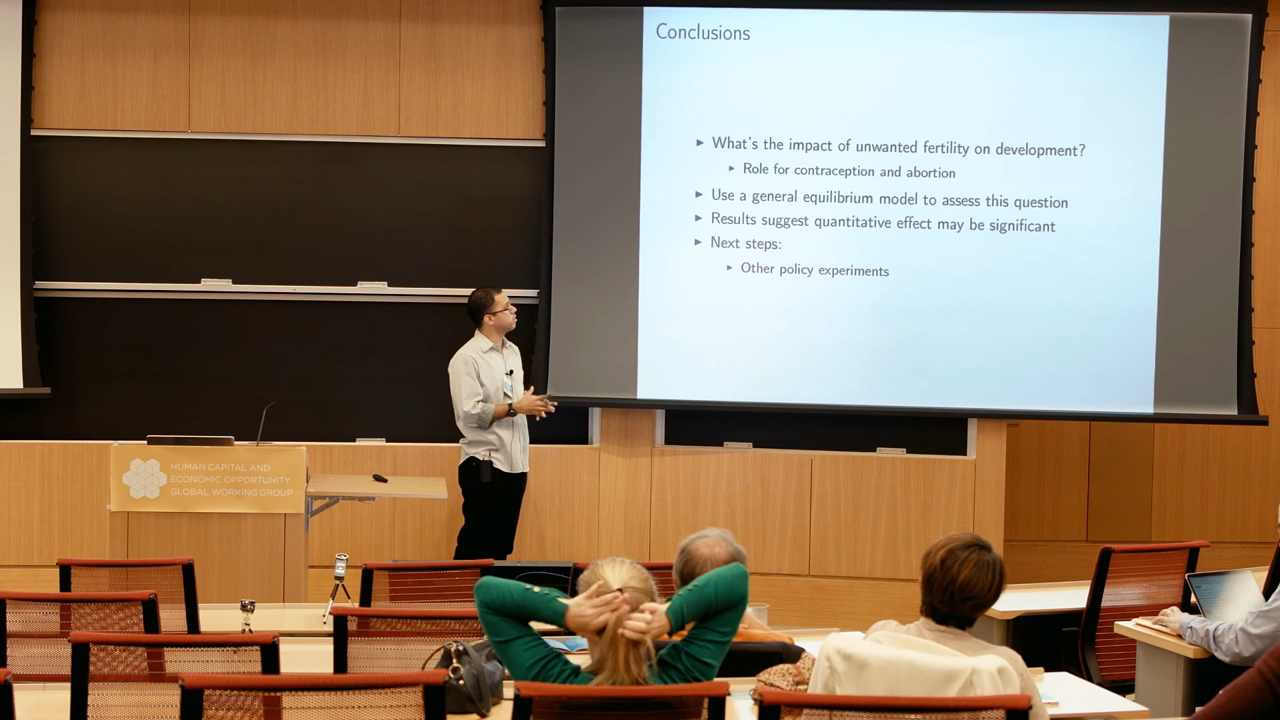 Conclusions
▶ What's the impact of unwanted fertility on development?
▶ Role for contraception and abortion
▶ Use a general equilibrium model to assess this question
▶ Results suggest quantitative effect may be significant
▶ Next steps:
▶ Other policy experiments
HUMAN CAPITAL AND
ECONOMIC OPPORTUNITY
GLOBAL WORKING GROUP